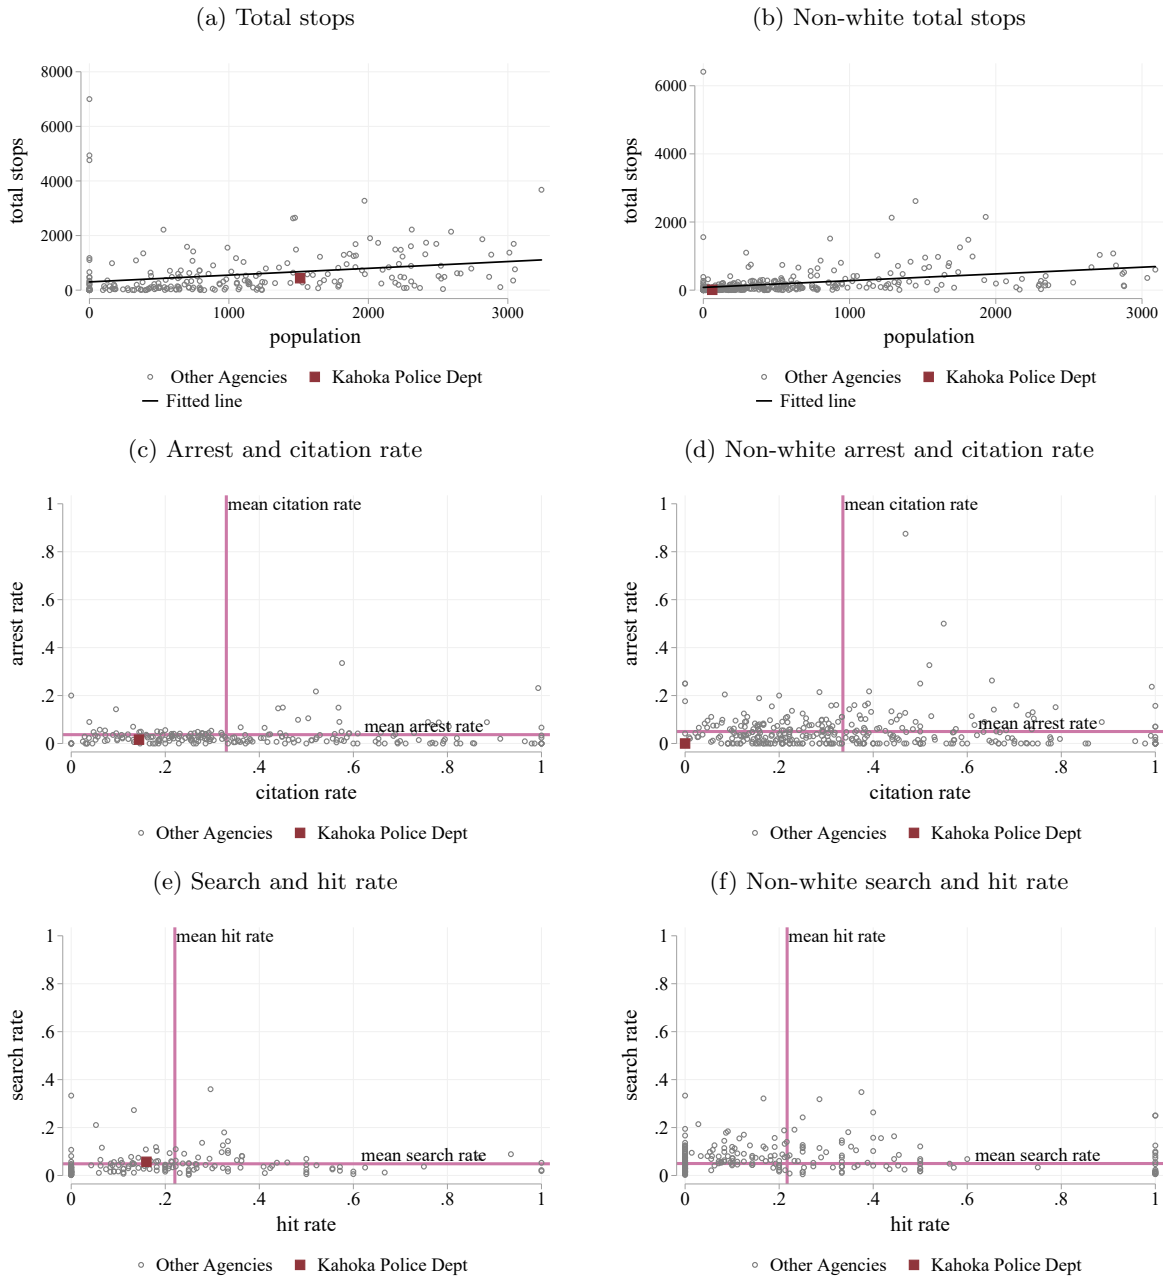 (a) Total stops
(b) Non-white total stops
8000
6000
4000
2000
0
total stops
0 1000 2000 3000
population
Other Agencies Kahoka Police Dept
Fitted line
6000
4000
2000
0
total stops
0 1000 2000 3000
population
Other Agencies Kahoka Police Dept
Fitted line
(c) Arrest and citation rate
(d) Non-white arrest and citation rate
1
.8
.6
.4
.2
0
arrest rate
mean citation rate
mean arrest rate
0 .2 .4 .6 .8 1
citation rate
Other Agencies Kahoka Police Dept
1
.8
.6
.4
.2
0
arrest rate
mean citation rate
mean arrest rate
0 .2 .4 .6 .8 1
citation rate
Other Agencies Kahoka Police Dept
(e) Search and hit rate
(f) Non-white search and hit rate
1
.8
.6
.4
.2
0
search rate
mean hit rate
mean search rate
0 .2 .4 .6 .8 1
hit rate
Other Agencies Kahoka Police Dept
1
.8
.6
.4
.2
0
search rate
mean hit rate
mean search rate
0 .2 .4 .6 .8 1
hit rate
Other Agencies Kahoka Police Dept